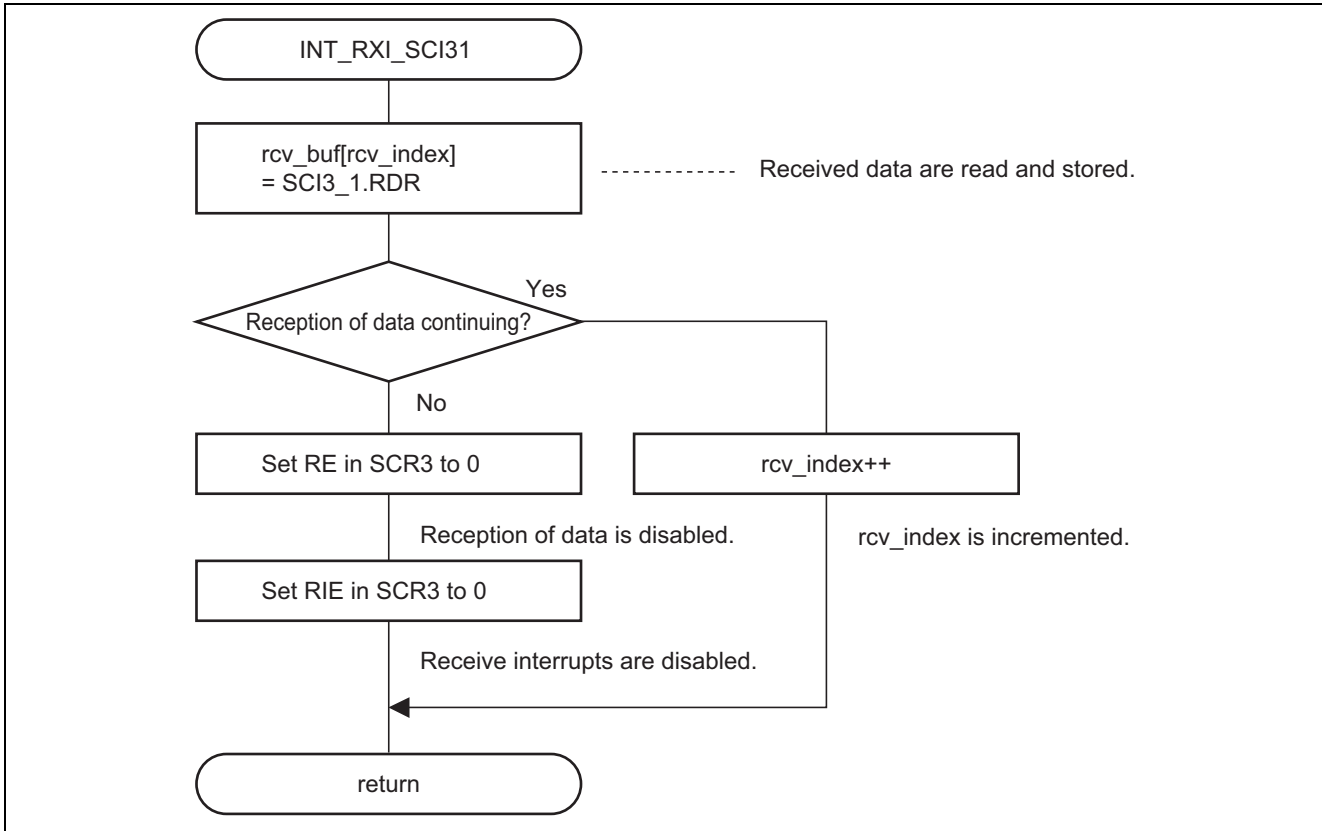 INT_RXI_SCI31
rcv_buf[rcv_index]
= SCI3_1.RDR
Received data are read and stored.
Yes
Reception of data continuing?
No
Set RE in SCR3 to 0
rcv_index++
Reception of data is disabled.
rcv_index is incremented.
Set RIE in SCR3 to 0
Receive interrupts are disabled.
return